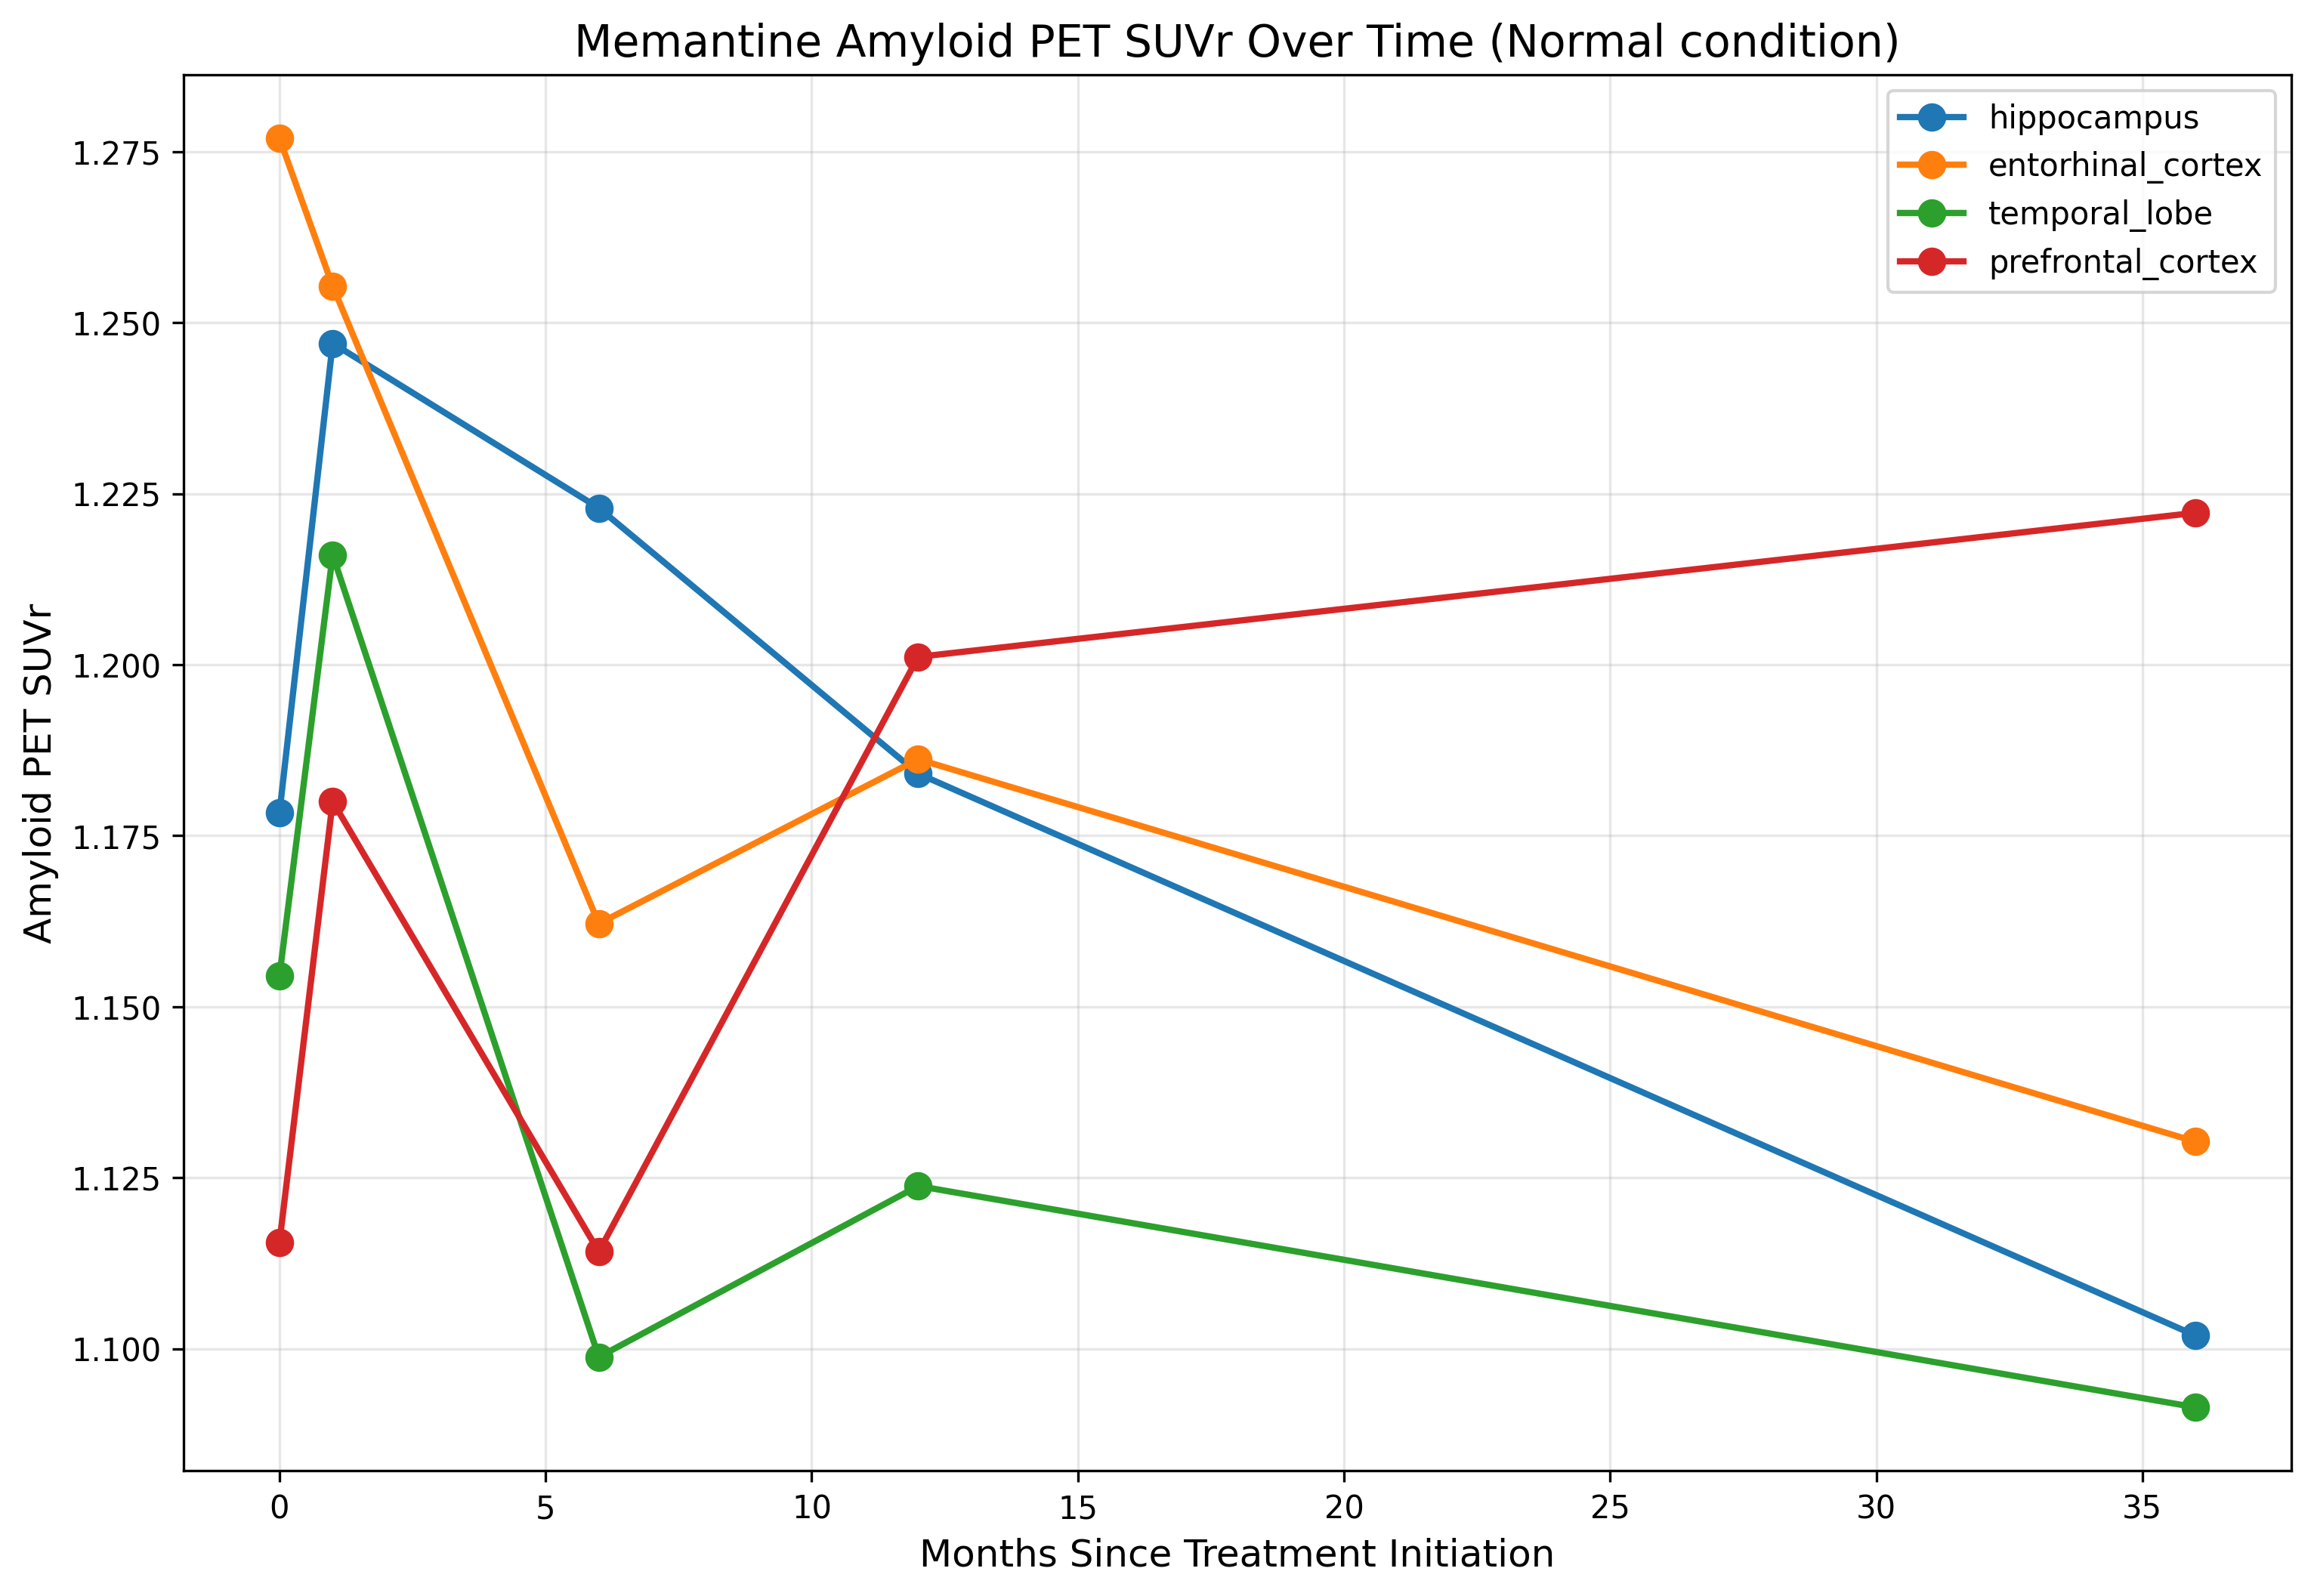 Memantine Amyloid PET SUVr Over Time (Normal condition)
hippocampus
entorhinal_cortex
temporal_lobe
prefrontal_cortex
Amyloid PET SUVr
1.275
1.250
1.225
1.200
1.175
1.150
1.125
1.100
0 5 10 15 20 25 30 35
Months Since Treatment Initiation